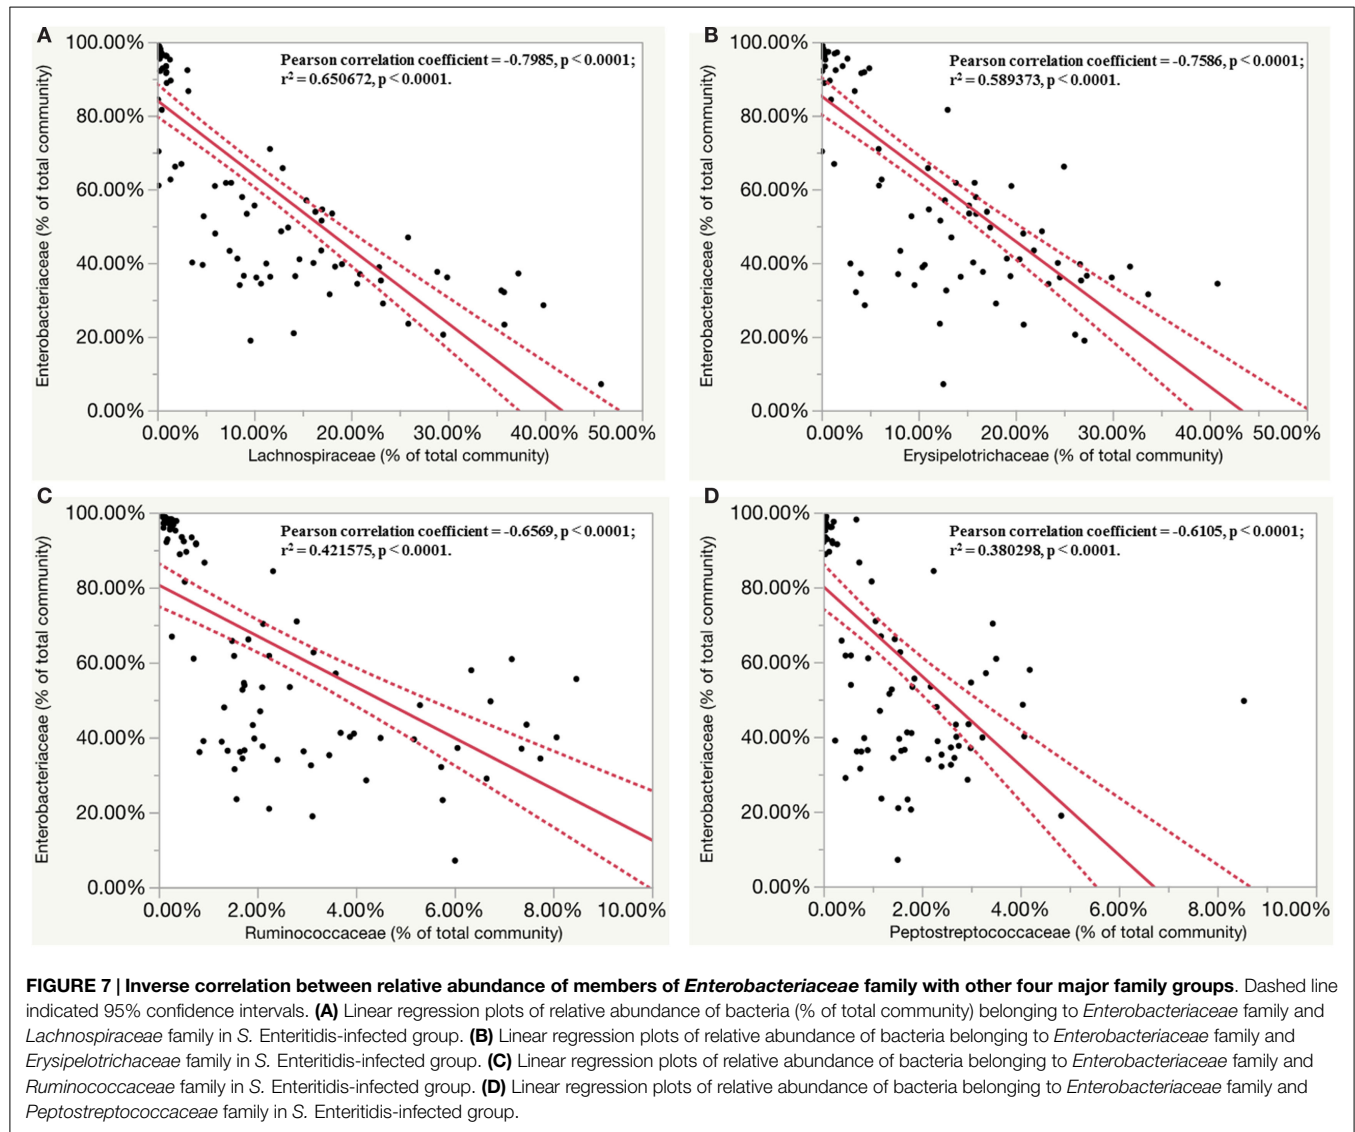 A
Pearson correlation coefficient = -0.7985, p < 0.0001;
r² = 0.650672, p < 0.0001.
Enterobacteriaceae (% of total community)
100.00%
80.00%
60.00%
40.00%
20.00%
0.00%
0.00% 10.00% 20.00% 30.00% 40.00% 50.00%
Lachnospiraceae (% of total community)
B
Pearson correlation coefficient = -0.7586, p < 0.0001;
r² = 0.589373, p < 0.0001.
Enterobacteriaceae (% of total community)
100.00%
80.00%
60.00%
40.00%
20.00%
0.00%
0.00% 10.00% 20.00% 30.00% 40.00% 50.00%
Erysipelotrichaceae (% of total community)
C
Pearson correlation coefficient = -0.6569, p < 0.0001;
r² = 0.421575, p < 0.0001.
Enterobacteriaceae (% of total community)
100.00%
80.00%
60.00%
40.00%
20.00%
0.00%
0.00% 2.00% 4.00% 6.00% 8.00% 10.00%
Ruminococcaceae (% of total community)
D
Pearson correlation coefficient = -0.6105, p < 0.0001;
r² = 0.380298, p < 0.0001.
Enterobacteriaceae (% of total community)
100.00%
80.00%
60.00%
40.00%
20.00%
0.00%
0.00% 2.00% 4.00% 6.00% 8.00% 10.00%
Peptostreptococcaceae (% of total community)
FIGURE 7 | Inverse correlation between relative abundance of members of Enterobacteriaceae family with other four major family groups. Dashed line
indicated 95% confidence intervals. (A) Linear regression plots of relative abundance of bacteria (% of total community) belonging to Enterobacteriaceae family and
Lachnospiraceae family in S. Enteritidis-infected group. (B) Linear regression plots of relative abundance of bacteria belonging to Enterobacteriaceae family and
Erysipelotrichaceae family in S. Enteritidis-infected group. (C) Linear regression plots of relative abundance of bacteria belonging to Enterobacteriaceae family and
Ruminococcaceae family in S. Enteritidis-infected group. (D) Linear regression plots of relative abundance of bacteria belonging to Enterobacteriaceae family and
Peptostreptococcaceae family in S. Enteritidis-infected group.